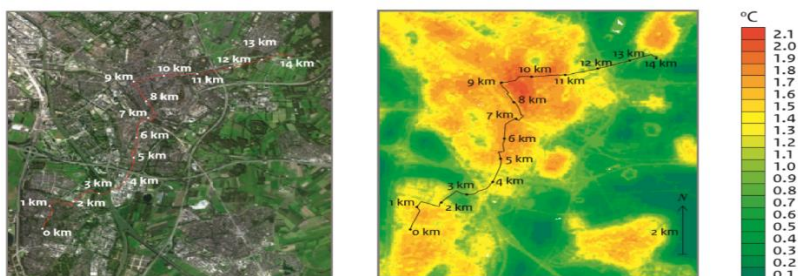 13 km
14 km
12 km
10 km
11 km
9 km
8 km
7 km
6 km
5 km
4 km
3 km
1 km
2 km
0 km
13 km
14 km
12 km
10 km
11 km
9 km
8 km
7 km
6 km
5 km
4 km
3 km
1 km
2 km
0 km
N
2 km
°C
2.1
2.0
1.9
1.8
1.7
1.6
1.5
1.4
1.3
1.2
1.1
1.0
0.9
0.8
0.7
0.6
0.5
0.4
0.3
0.2